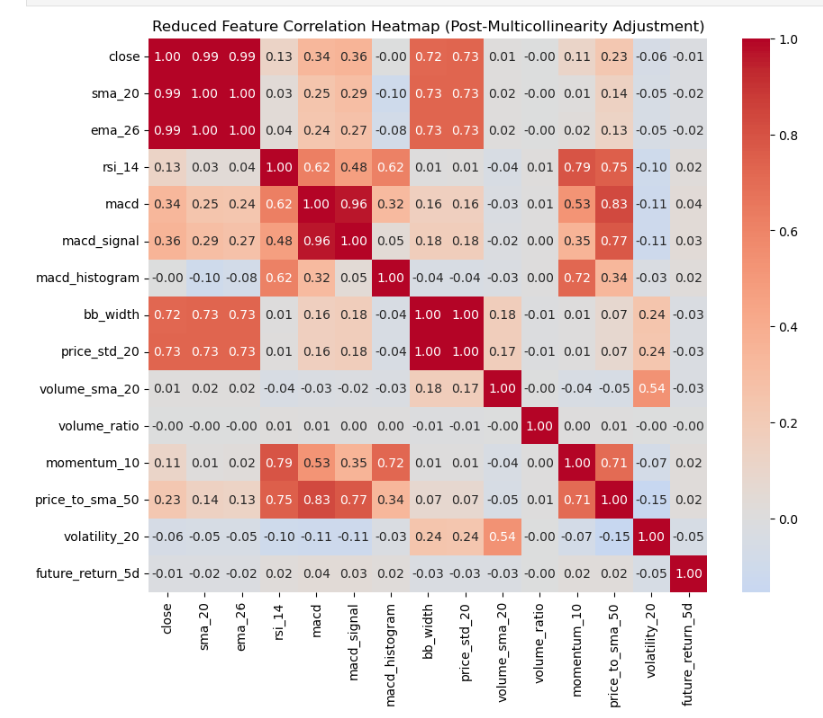 Reduced Feature Correlation Heatmap (Post-Multicollinearity Adjustment)
close 1.00 0.99 0.99 0.13 0.34 0.36 -0.00 0.72 0.73 0.01 -0.00 0.11 0.23 -0.06 -0.01
sma_20 0.99 1.00 1.00 0.03 0.25 0.29 -0.10 0.73 0.73 0.02 -0.00 0.01 0.14 -0.05 -0.02
ema_26 0.99 1.00 1.00 0.04 0.24 0.27 -0.08 0.73 0.73 0.02 -0.00 0.02 0.13 -0.05 -0.02
rsi_14 0.13 0.03 0.04 1.00 0.62 0.48 0.62 0.01 0.01 -0.04 0.01 0.79 0.75 -0.10 0.02
macd 0.34 0.25 0.24 0.62 1.00 0.96 0.32 0.16 0.16 -0.03 0.01 0.53 0.83 -0.11 0.04
macd_signal 0.36 0.29 0.27 0.48 0.96 1.00 0.05 0.18 0.18 -0.02 0.00 0.35 0.77 -0.11 0.03
macd_histogram -0.00 -0.10 -0.08 0.62 0.32 0.05 1.00 -0.04 -0.04 -0.03 0.00 0.72 0.34 -0.03 0.02
bb_width 0.72 0.73 0.73 0.01 0.16 0.18 -0.04 1.00 1.00 0.18 -0.01 0.01 0.07 0.24 -0.03
price_std_20 0.73 0.73 0.73 0.01 0.16 0.18 -0.04 1.00 1.00 0.17 -0.01 0.01 0.07 0.24 -0.03
volume_sma_20 0.01 0.02 0.02 -0.04 -0.03 -0.02 -0.03 0.18 0.17 1.00 -0.00 -0.04 -0.05 0.54 -0.03
volume_ratio -0.00 -0.00 -0.00 0.01 0.01 0.00 0.00 -0.01 -0.01 -0.00 1.00 0.00 0.01 -0.00 -0.00
momentum_10 0.11 0.01 0.02 0.79 0.53 0.35 0.72 0.01 0.01 -0.04 0.00 1.00 0.71 -0.07 0.02
price_to_sma_50 0.23 0.14 0.13 0.75 0.83 0.77 0.34 0.07 0.07 -0.05 0.01 0.71 1.00 -0.15 0.02
volatility_20 -0.06 -0.05 -0.05 -0.10 -0.11 -0.11 -0.03 0.24 0.24 0.54 -0.00 -0.07 -0.15 1.00 -0.05
future_return_5d -0.01 -0.02 -0.02 0.02 0.04 0.03 0.02 -0.03 -0.03 -0.03 -0.00 0.02 0.02 -0.05 1.00
close
sma_20
ema_26
rsi_14
macd
macd_signal
macd_histogram
bb_width
price_std_20
volume_sma_20
volume_ratio
momentum_10
price_to_sma_50
volatility_20
future_return_5d
1.0
0.8
0.6
0.4
0.2
0.0